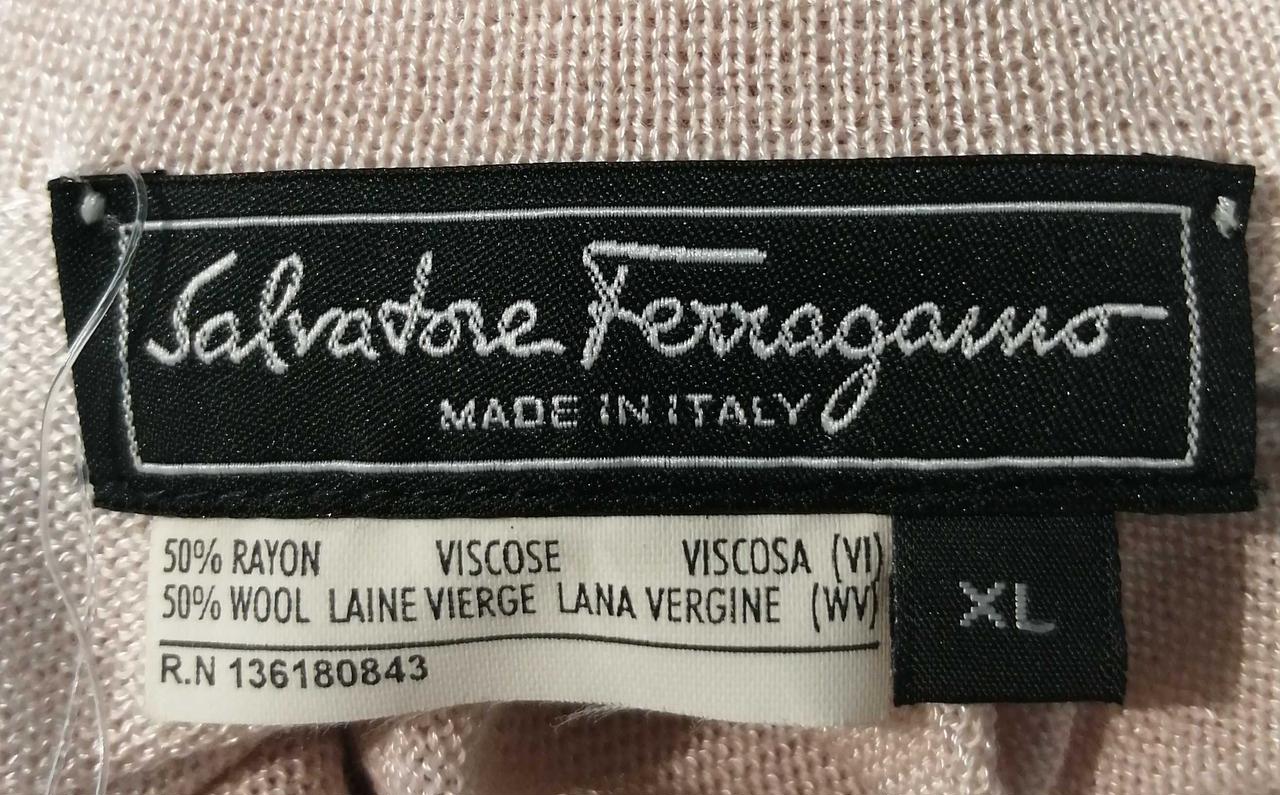 Salvatore Ferragamo
MADE IN ITALY
50% RAYON VISCOSE VISCOSA (VI)
50% WOOL LAINE VIERGE LANA VERGINE (WV)
R.N 136180843
XL